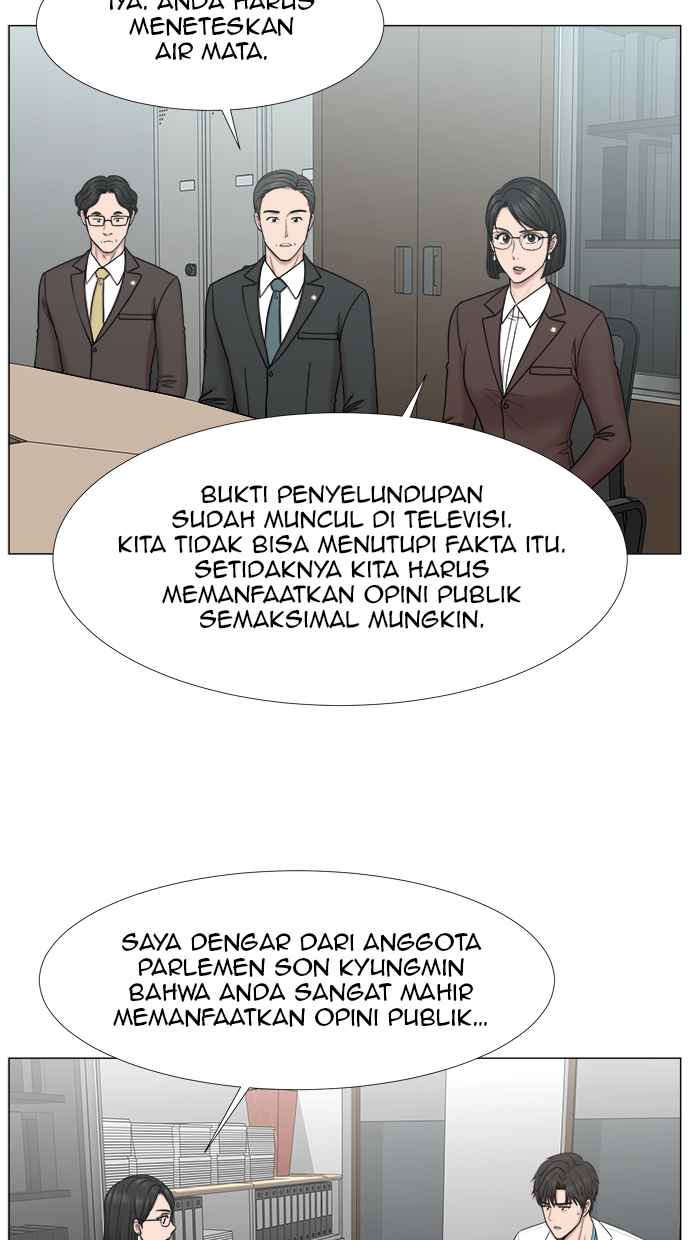 IYA. ANDA HARUS
MENETESKAN
AIR MATA.
BUKTI PENYELUNDUPAN
SUDAH MUNCUL DI TELEVISI.
KITA TIDAK BISA MENUTUPI FAKTA ITU.
SETIDAKNYA KITA HARUS
MEMANFAATKAN OPINI PUBLIK
SEMAKSIMAL MUNGKIN.
SAYA DENGAR DARI ANGGOTA
PARLEMEN SON KYUNGMIN
BAHWA ANDA SANGAT MAHIR
MEMANFAATKAN OPINI PUBLIK...